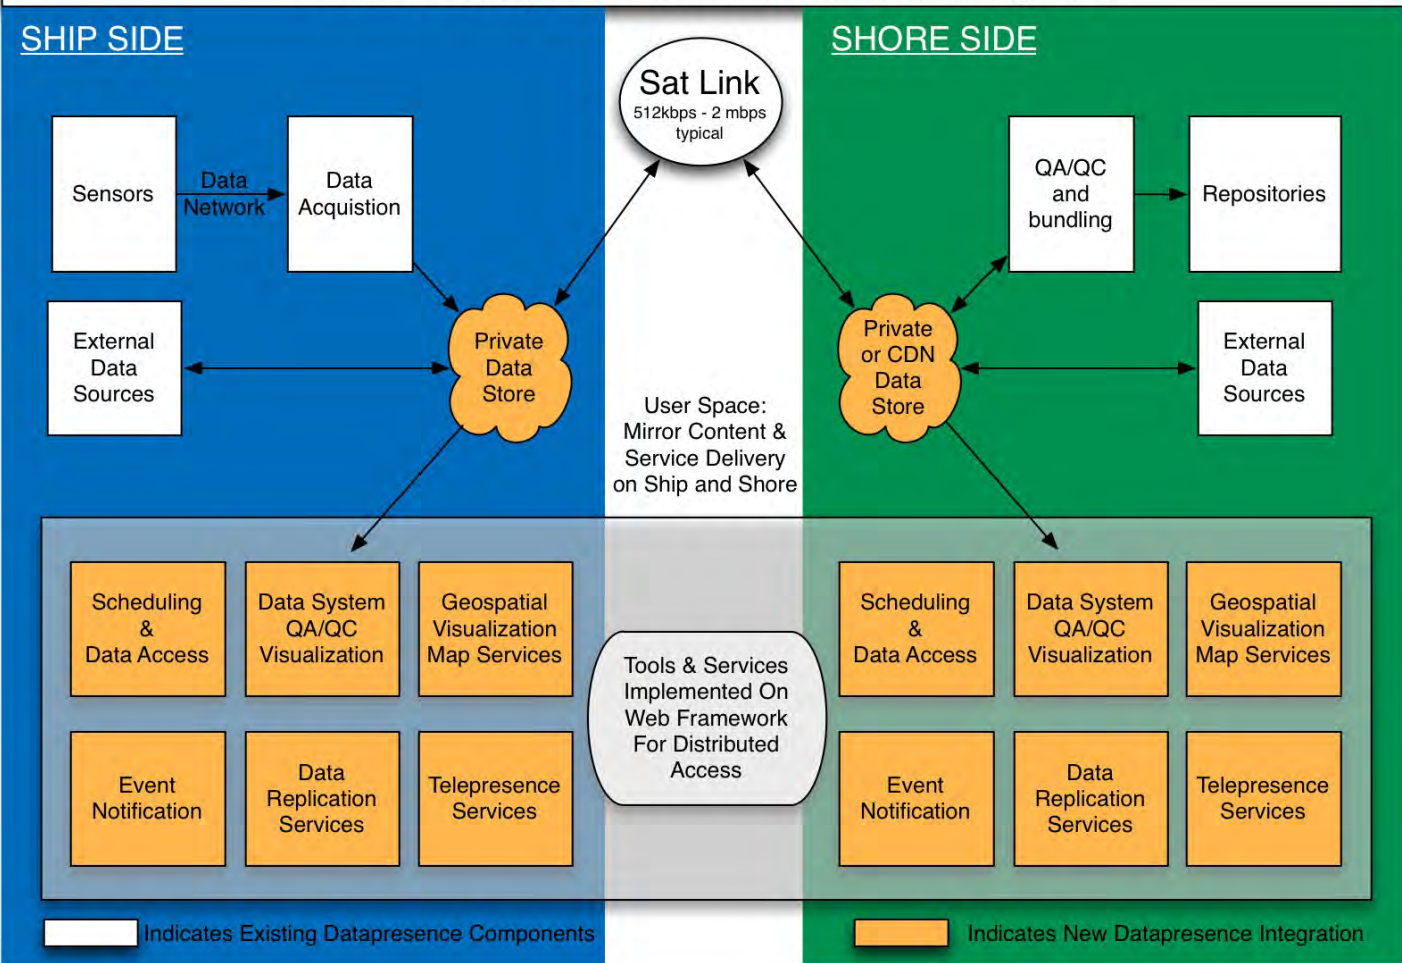 SHIP SIDE
SHORE SIDE
Sat Link
512kbps - 2 mbps
typical
Sensors
Data
Network
Data
Acquistion
QA/QC
and
bundling
Repositories
External
Data
Sources
Private
Data
Store
Private
or CDN
Data
Store
External
Data
Sources
User Space:
Mirror Content &
Service Delivery
on Ship and Shore
Scheduling
&
Data Access
Data System
QA/QC
Visualization
Geospatial
Visualization
Map Services
Scheduling
&
Data Access
Data System
QA/QC
Visualization
Geospatial
Visualization
Map Services
Tools & Services
Implemented On
Web Framework
For Distributed
Access
Event
Notification
Data
Replication
Services
Telepresence
Services
Event
Notification
Data
Replication
Services
Telepresence
Services
Indicates Existing Datapresence Components
Indicates New Datapresence Integration